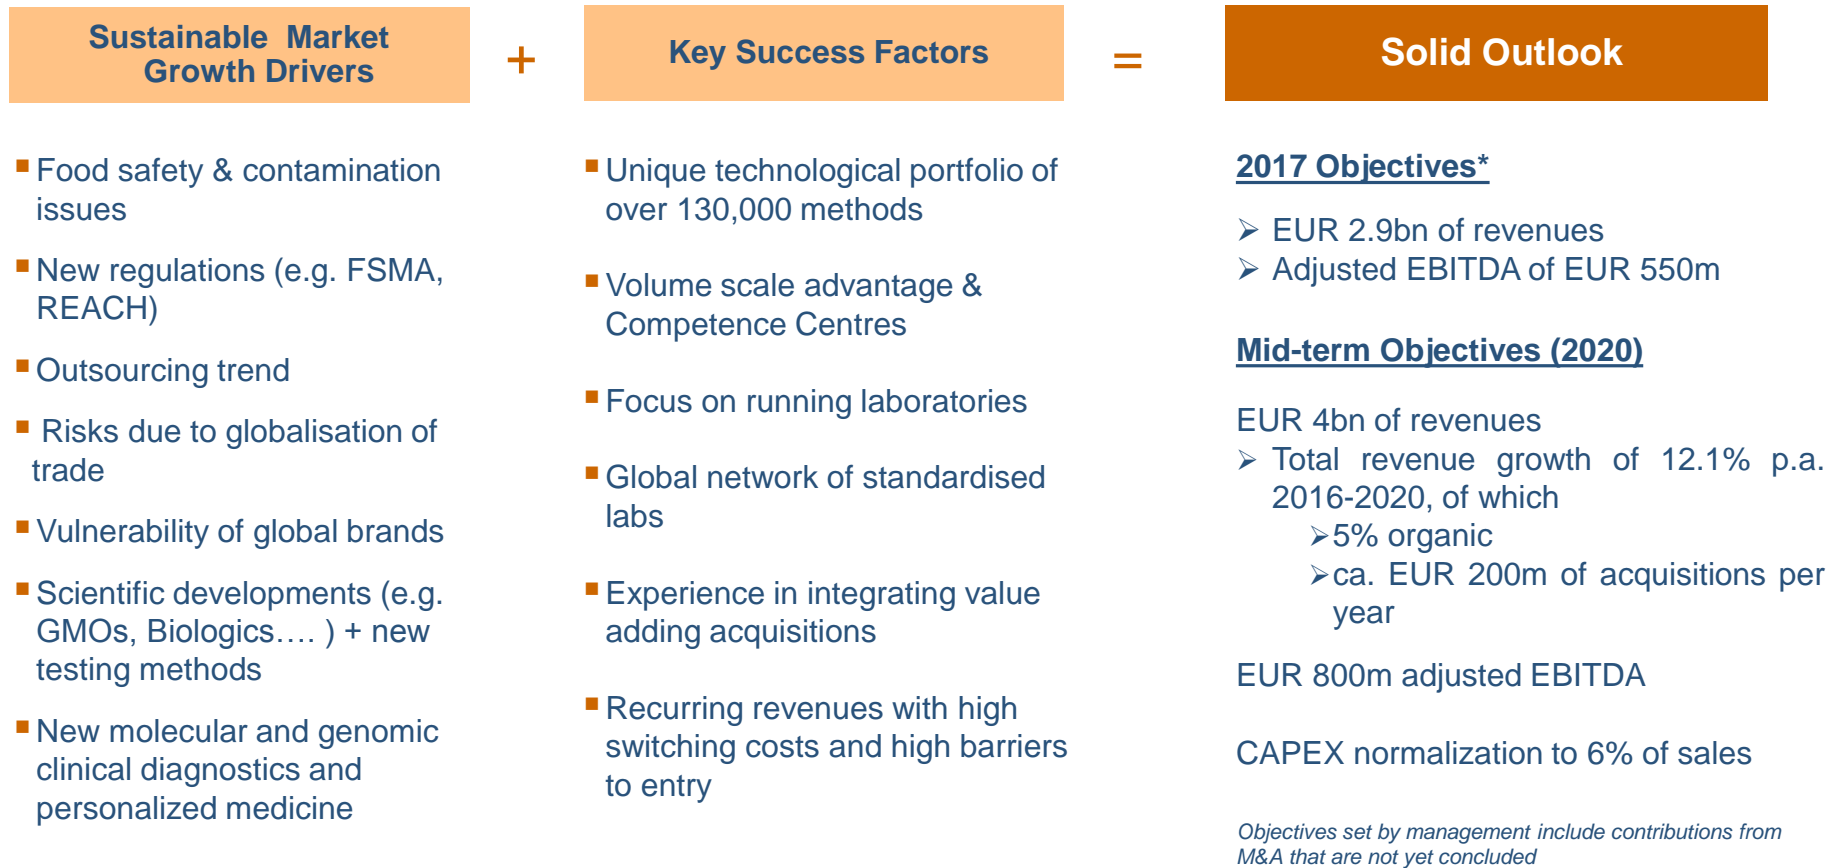 Sustainable Market
Growth Drivers
+
Key Success Factors
=
Solid Outlook
▪ Food safety & contamination
issues
▪ New regulations (e.g. FSMA,
REACH)
▪ Outsourcing trend
▪ Risks due to globalisation of
trade
▪ Vulnerability of global brands
▪ Scientific developments (e.g.
GMOs, Biologics…. ) + new
testing methods
▪ New molecular and genomic
clinical diagnostics and
personalized medicine
▪ Unique technological portfolio of
over 130,000 methods
▪ Volume scale advantage &
Competence Centres
▪ Focus on running laboratories
▪ Global network of standardised
labs
▪ Experience in integrating value
adding acquisitions
▪ Recurring revenues with high
switching costs and high barriers
to entry
2017 Objectives*
➢ EUR 2.9bn of revenues
➢ Adjusted EBITDA of EUR 550m
Mid-term Objectives (2020)
EUR 4bn of revenues
➢ Total revenue growth of 12.1% p.a.
2016-2020, of which
➢5% organic
➢ca. EUR 200m of acquisitions per
year
EUR 800m adjusted EBITDA
CAPEX normalization to 6% of sales
Objectives set by management include contributions from
M&A that are not yet concluded